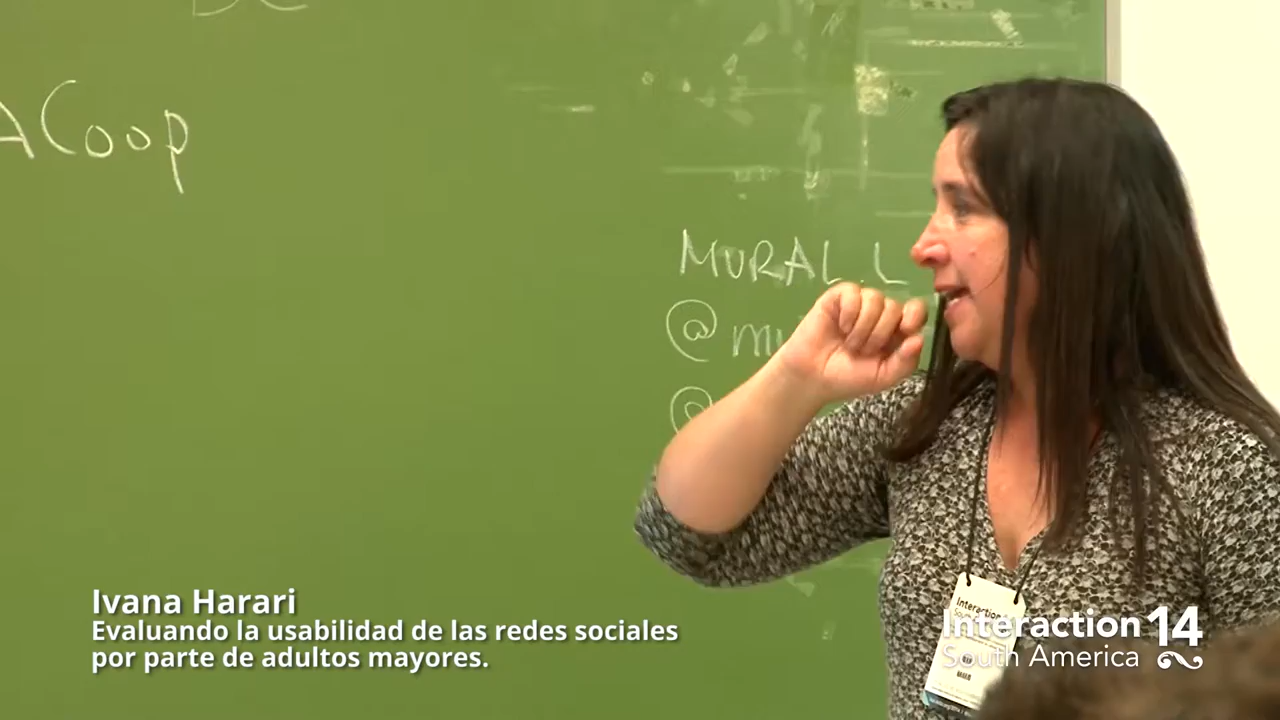 ACoop
MURAL.L
@mu
@
Ivana Harari
Evaluando la usabilidad de las redes sociales
por parte de adultos mayores.
Interaction 14
South America
Interaction